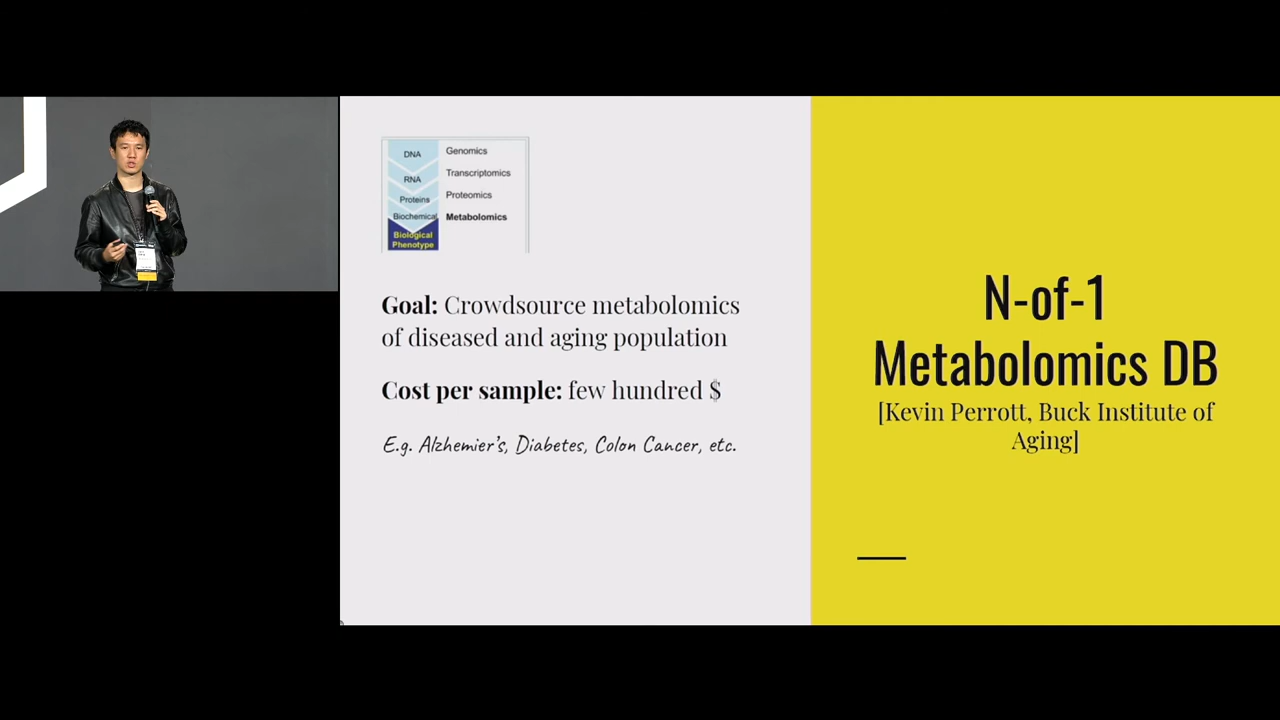 DNA
Genomics
RNA
Transcriptomics
Proteins
Proteomics
Biochemical
Metabolomics
Biological
Phenotype
Goal: Crowdsource metabolomics
of diseased and aging population
Cost per sample: few hundred $
E.g. Alzhemier's, Diabetes, Colon Cancer, etc.
N-of-1
Metabolomics DB
[Kevin Perrott, Buck Institute of
Aging]